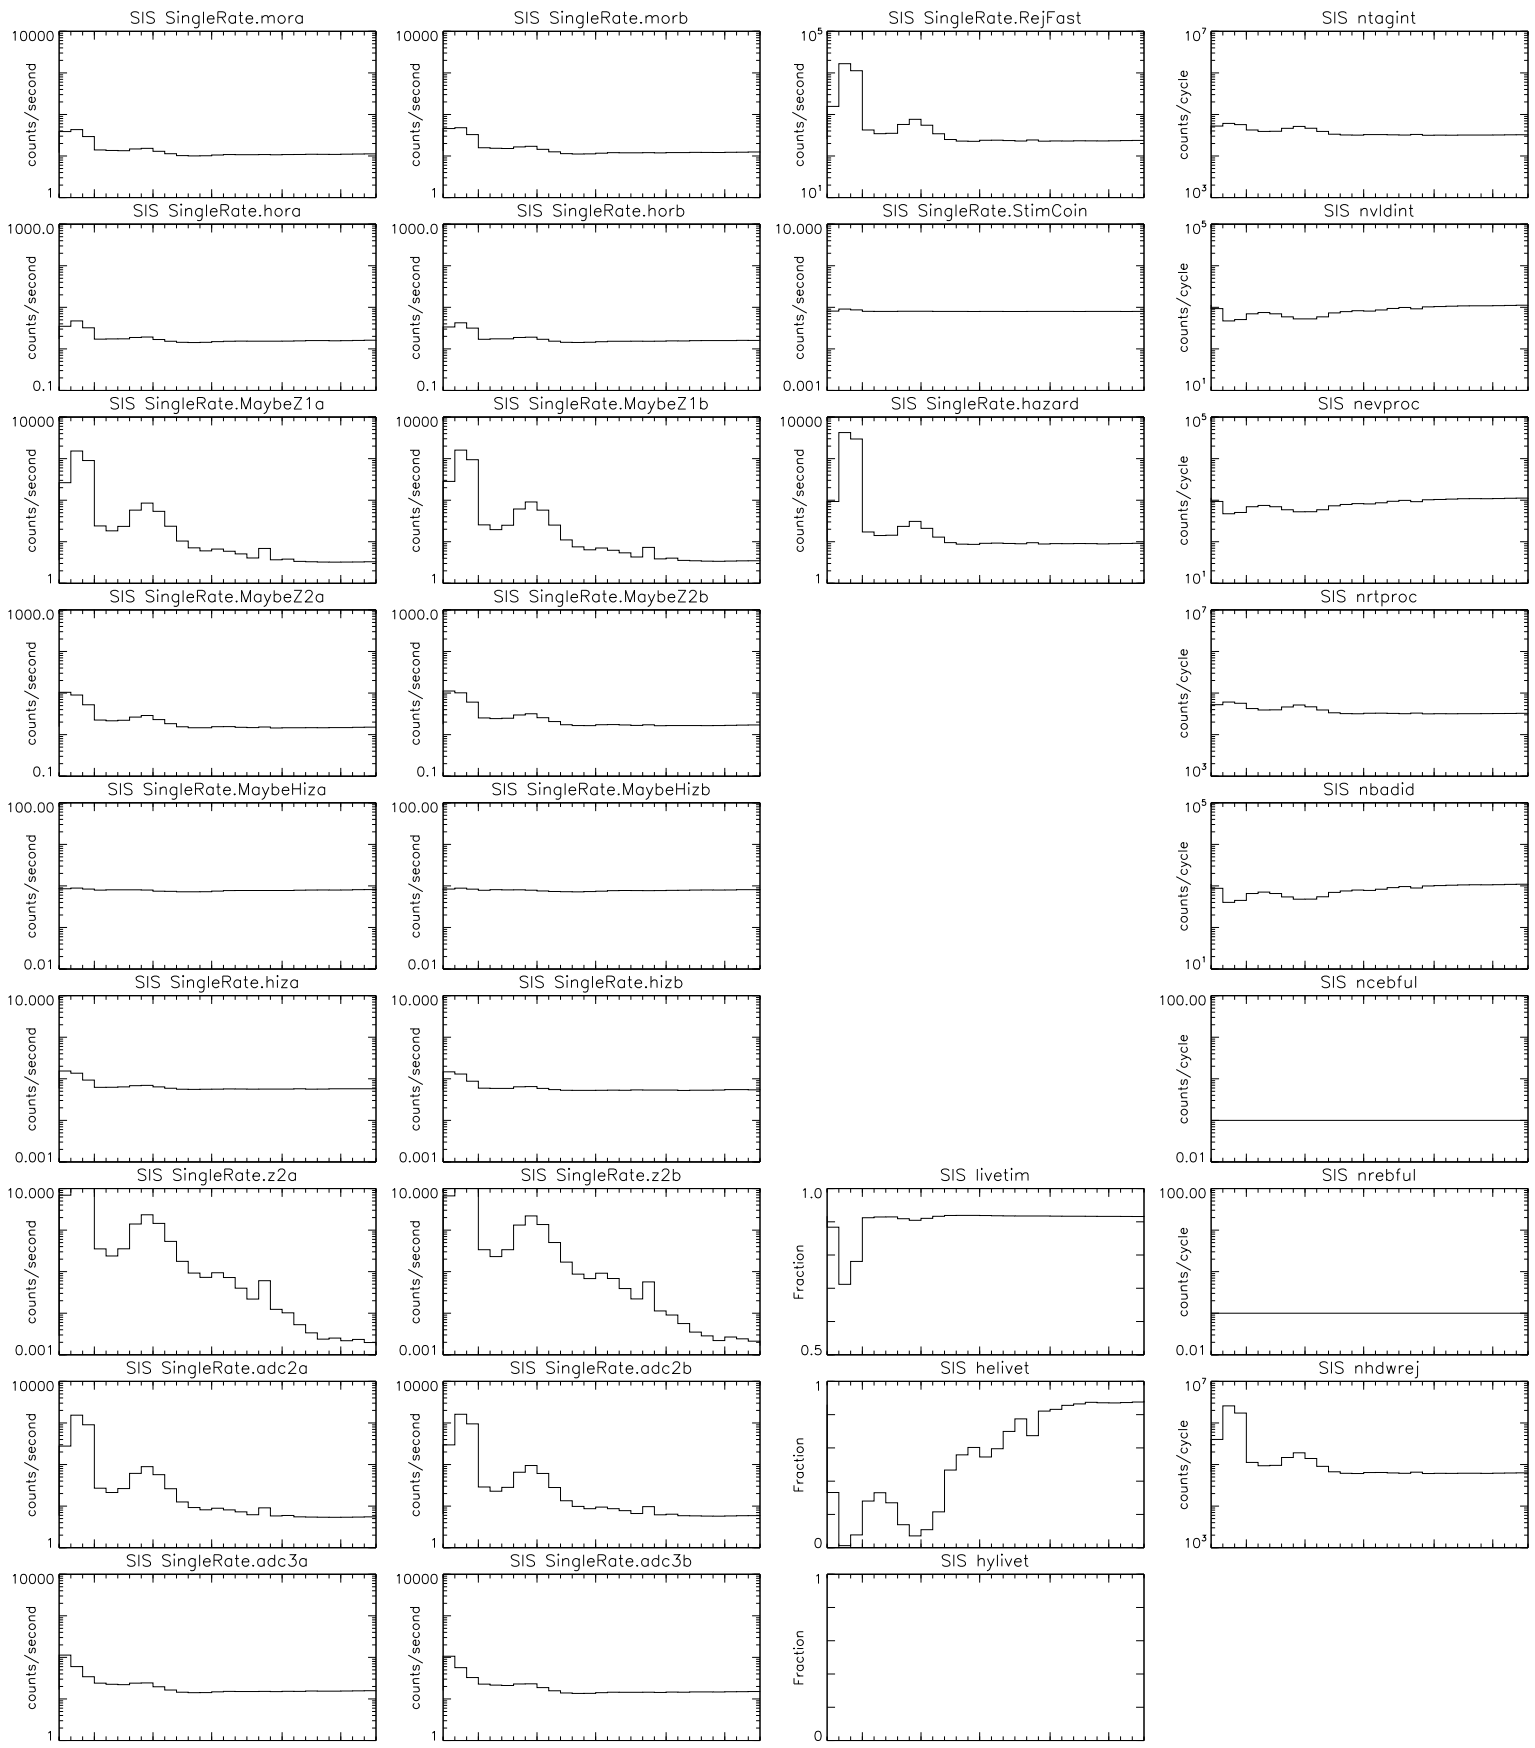 SIS SingleRate.mora
SIS SingleRate.morb
SIS SingleRate.RejFast
SIS ntagint
10000
counts/second
1
10000
counts/second
1
10^5
counts/second
10^1
10^7
counts/cycle
10^3
SIS SingleRate.hora
SIS SingleRate.horb
SIS SingleRate.StimCoin
SIS nvldint
1000.0
counts/second
0.1
1000.0
counts/second
0.1
10.000
counts/second
0.001
10^5
counts/cycle
10^1
SIS SingleRate.MaybeZ1a
SIS SingleRate.MaybeZ1b
SIS SingleRate.hazard
SIS nevproc
10000
counts/second
1
10000
counts/second
1
10000
counts/second
1
10^5
counts/cycle
10^1
SIS SingleRate.MaybeZ2a
SIS SingleRate.MaybeZ2b
SIS nrtproc
1000.0
counts/second
0.1
1000.0
counts/second
0.1
10^7
counts/cycle
10^3
SIS SingleRate.MaybeHiza
SIS SingleRate.MaybeHizb
SIS nbadid
100.00
counts/second
0.01
100.00
counts/second
0.01
10^5
counts/cycle
10^1
SIS SingleRate.hiza
SIS SingleRate.hizb
SIS ncebful
10.000
counts/second
0.001
10.000
counts/second
0.001
100.00
counts/cycle
0.01
SIS SingleRate.z2a
SIS SingleRate.z2b
SIS livetim
SIS nrebful
10.000
counts/second
0.001
10.000
counts/second
0.001
1.0
Fraction
0.5
100.00
counts/cycle
0.01
SIS SingleRate.adc2a
SIS SingleRate.adc2b
SIS helivet
SIS nhdwrej
10000
counts/second
1
10000
counts/second
1
1
Fraction
0
10^7
counts/cycle
10^3
SIS SingleRate.adc3a
SIS SingleRate.adc3b
SIS hylivet
10000
counts/second
1
10000
counts/second
1
1
Fraction
0